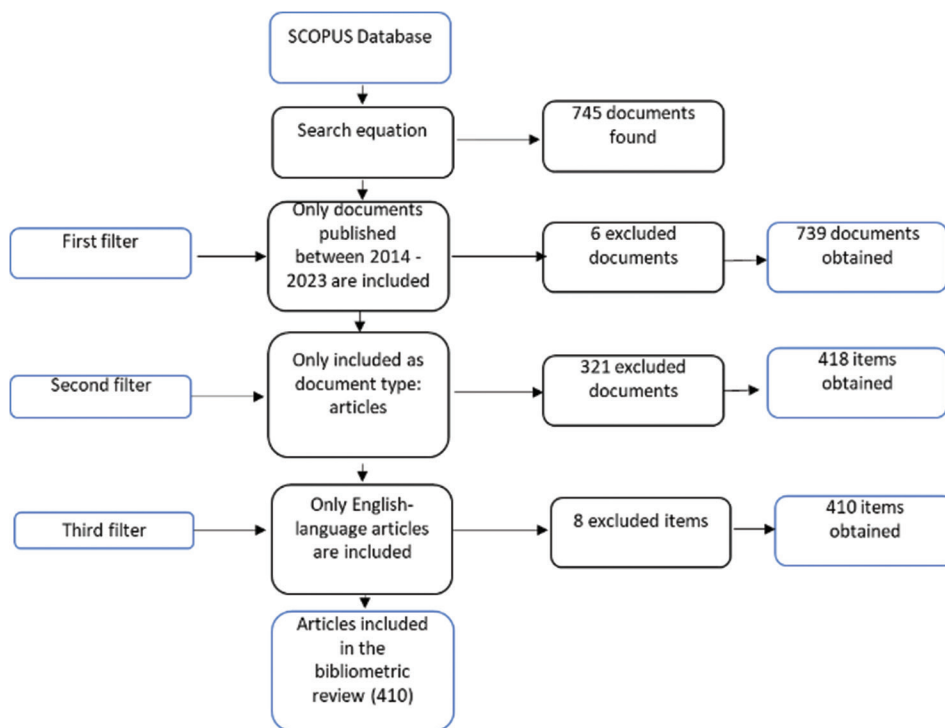 SCOPUS Database
Search equation
745 documents
found
First filter
Only documents
published
between 2014 -
2023 are included
6 excluded
documents
739 documents
obtained
Second filter
Only included as
document type:
articles
321 excluded
documents
418 items
obtained
Third filter
Only English-
language articles
are included
8 excluded items
410 items
obtained
Articles included
in the
bibliometric
review (410)